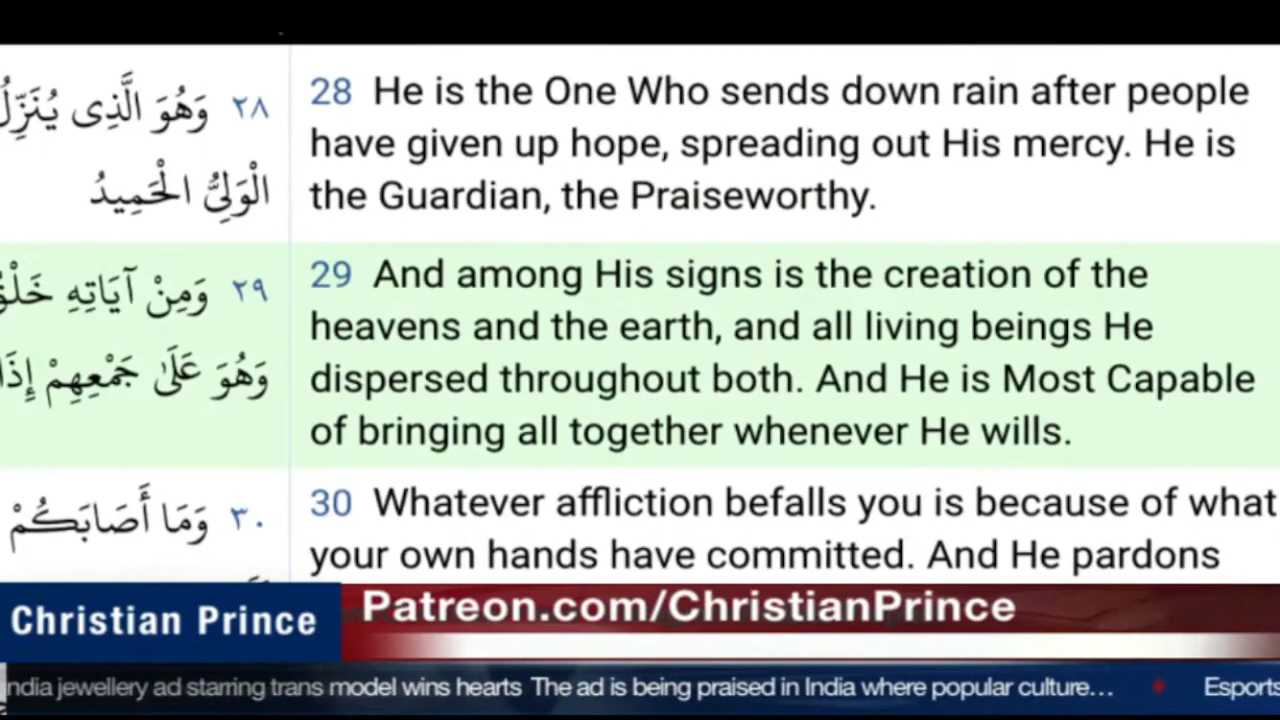 ٢٨ وَهُوَ الَّذِى يُنَزِّلُ
الْوَلِىُّ الْحَمِيدُ
28 He is the One Who sends down rain after people
have given up hope, spreading out His mercy. He is
the Guardian, the Praiseworthy.
٢٩ وَمِنْ آيَاتِهِ
وَهُوَ عَلَىٰ جَمْعِهِمْ
29 And among His signs is the creation of the
heavens and the earth, and all living beings He
dispersed throughout both. And He is Most Capable
of bringing all together whenever He wills.
٣٠ وَمَا أَصَابَكُمْ
30 Whatever affliction befalls you is because of what
your own hands have committed. And He pardons
Christian Prince
Patreon.com/ChristianPrince
ndia jewellery ad starring trans model wins hearts The ad is being praised in India where popular culture... Esports